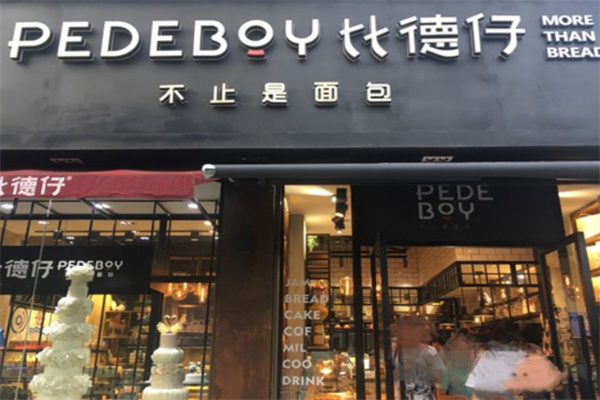 PEDEBOY 比德仔
MORE
THAN
BREAD
不止是面包
比德仔®
PEDE
BOY
德仔 PEDEBOY
JAM
BREAD
CAKE
COF
MIL
COO
DRINK